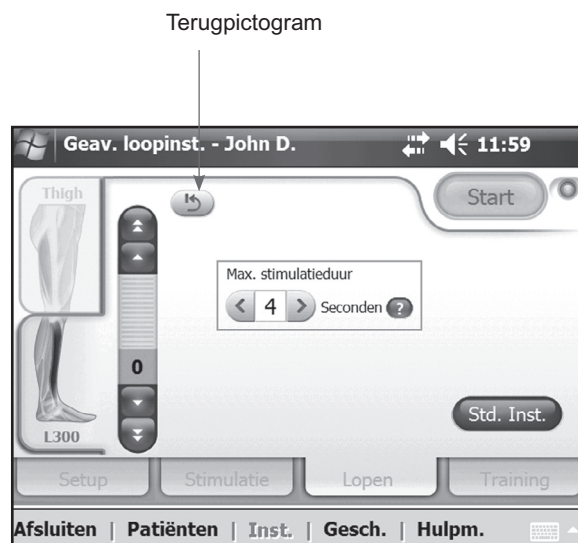 Terugpictogram
Geav. loopinst. - John D. 11:59
Thigh
Start
Max. stimulatieduur
4 Seconden ?
0
Std. Inst.
L300
Setup Stimulatie Lopen Training
Afsluiten | Patiënten | Inst. | Gesch. | Hulpm.